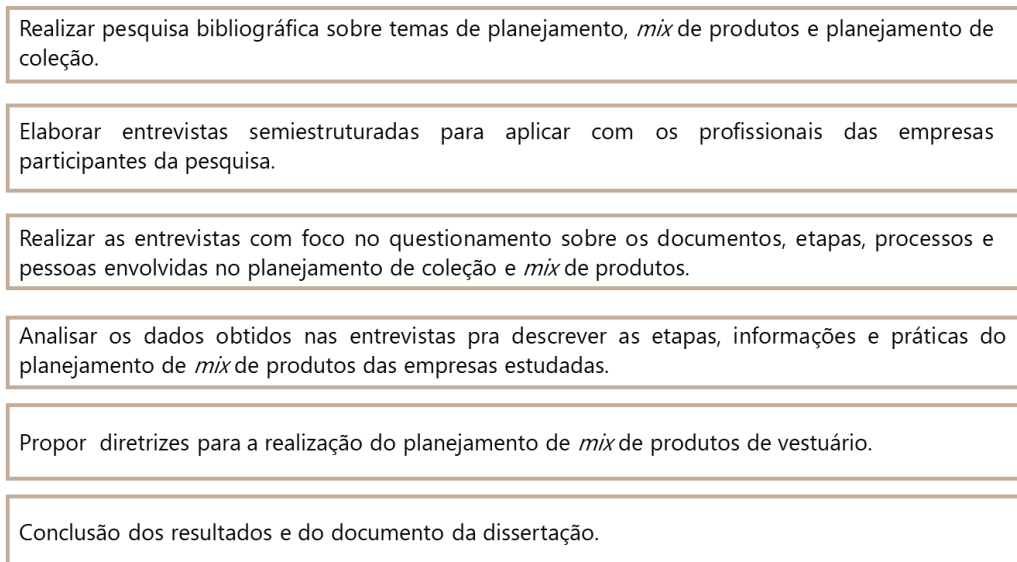 Realizar pesquisa bibliográfica sobre temas de planejamento, mix de produtos e planejamento de
coleção.
Elaborar entrevistas semiestruturadas para aplicar com os profissionais das empresas
participantes da pesquisa.
Realizar as entrevistas com foco no questionamento sobre os documentos, etapas, processos e
pessoas envolvidas no planejamento de coleção e mix de produtos.
Analisar os dados obtidos nas entrevistas pra descrever as etapas, informações e práticas do
planejamento de mix de produtos das empresas estudadas.
Propor  diretrizes para a realização do planejamento de mix de produtos de vestuário.
Conclusão dos resultados e do documento da dissertação.